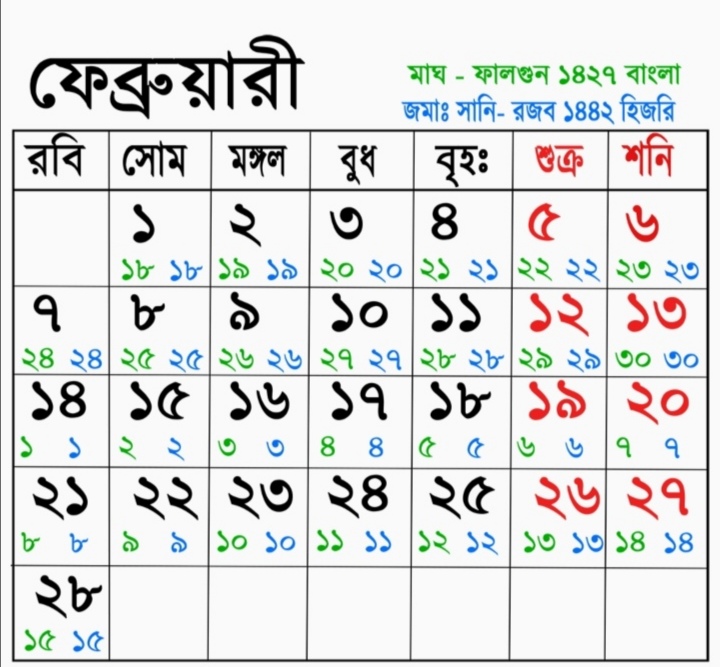 ফেব্রুয়ারী
মাঘ - ফালগুন ১৪২৭ বাংলা
জমাঃ সানি- রজব ১৪৪২ হিজরি
রবি সোম মঙ্গল বুধ বৃহঃ শুক্র শনি
১ ২ ৩ ৪ ৫ ৬
১৮ ১৮ ১৯ ১৯ ২০ ২০ ২১ ২১ ২২ ২২ ২৩ ২৩
৭ ৮ ৯ ১০ ১১ ১২ ১৩
২৪ ২৪ ২৫ ২৫ ২৬ ২৬ ২৭ ২৭ ২৮ ২৮ ২৯ ২৯ ৩০ ৩০
১৪ ১৫ ১৬ ১৭ ১৮ ১৯ ২০
১ ১ ২ ২ ৩ ৩ ৪ ৪ ৫ ৫ ৬ ৬ ৭ ৭
২১ ২২ ২৩ ২৪ ২৫ ২৬ ২৭
৮ ৮ ৯ ৯ ১০ ১০ ১১ ১১ ১২ ১২ ১৩ ১৩ ১৪ ১৪
২৮
১৫ ১৫